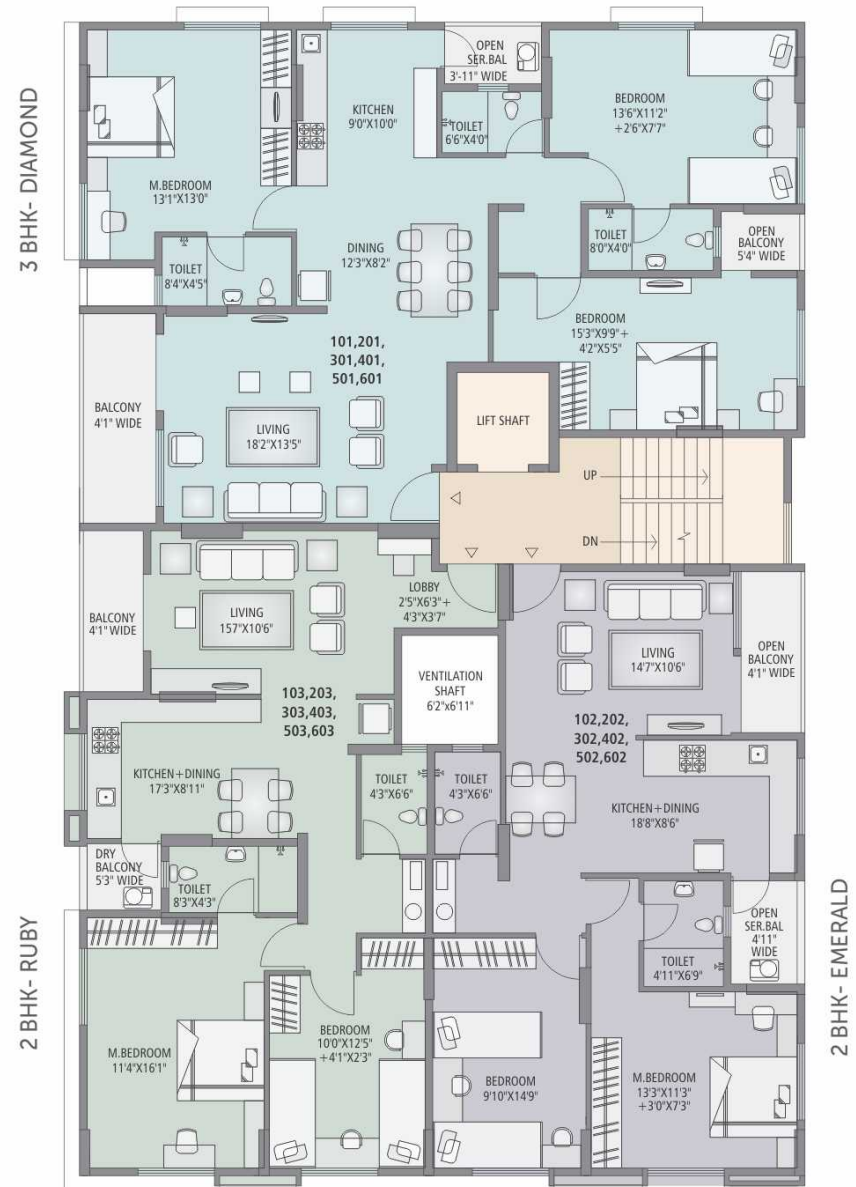 3 BHK- DIAMOND
M.BEDROOM
13'1"X13'0"
KITCHEN
9'0"X10'0"
OPEN
SER.BAL
3'-11" WIDE
TOILET
6'6"X4'0"
BEDROOM
13'6"X11'2"
+2'6"X7'7"
TOILET
8'4"X4'5"
DINING
12'3"X8'2"
TOILET
8'0"X4'0"
OPEN
BALCONY
5'4" WIDE
BEDROOM
15'3"X9'9"+
4'2"X5'5"
101,201,
301,401,
501,601
BALCONY
4'1" WIDE
LIVING
18'2"X13'5"
LIFT SHAFT
UP
DN
2 BHK- RUBY
BALCONY
4'1" WIDE
LIVING
157"X10'6"
LOBBY
2'5"X6'3"+
4'3"X3'7"
VENTILATION
SHAFT
6'2"x6'11"
103,203,
303,403,
503,603
KITCHEN+DINING
17'3"X8'11"
TOILET
4'3"X6'6"
DRY
BALCONY
5'3" WIDE
TOILET
8'3"X4'3"
M.BEDROOM
11'4"X16'1"
BEDROOM
10'0"X12'5"
+4'1"X2'3"
2 BHK- EMERALD
LIVING
14'7"X10'6"
OPEN
BALCONY
4'1" WIDE
102,202,
302,402,
502,602
TOILET
4'3"X6'6"
KITCHEN+DINING
18'8"X8'6"
OPEN
SER.BAL
4'11"
WIDE
TOILET
4'11"X6'9"
BEDROOM
9'10"X14'9"
M.BEDROOM
13'3"X11'3"
+3'0"X7'3"